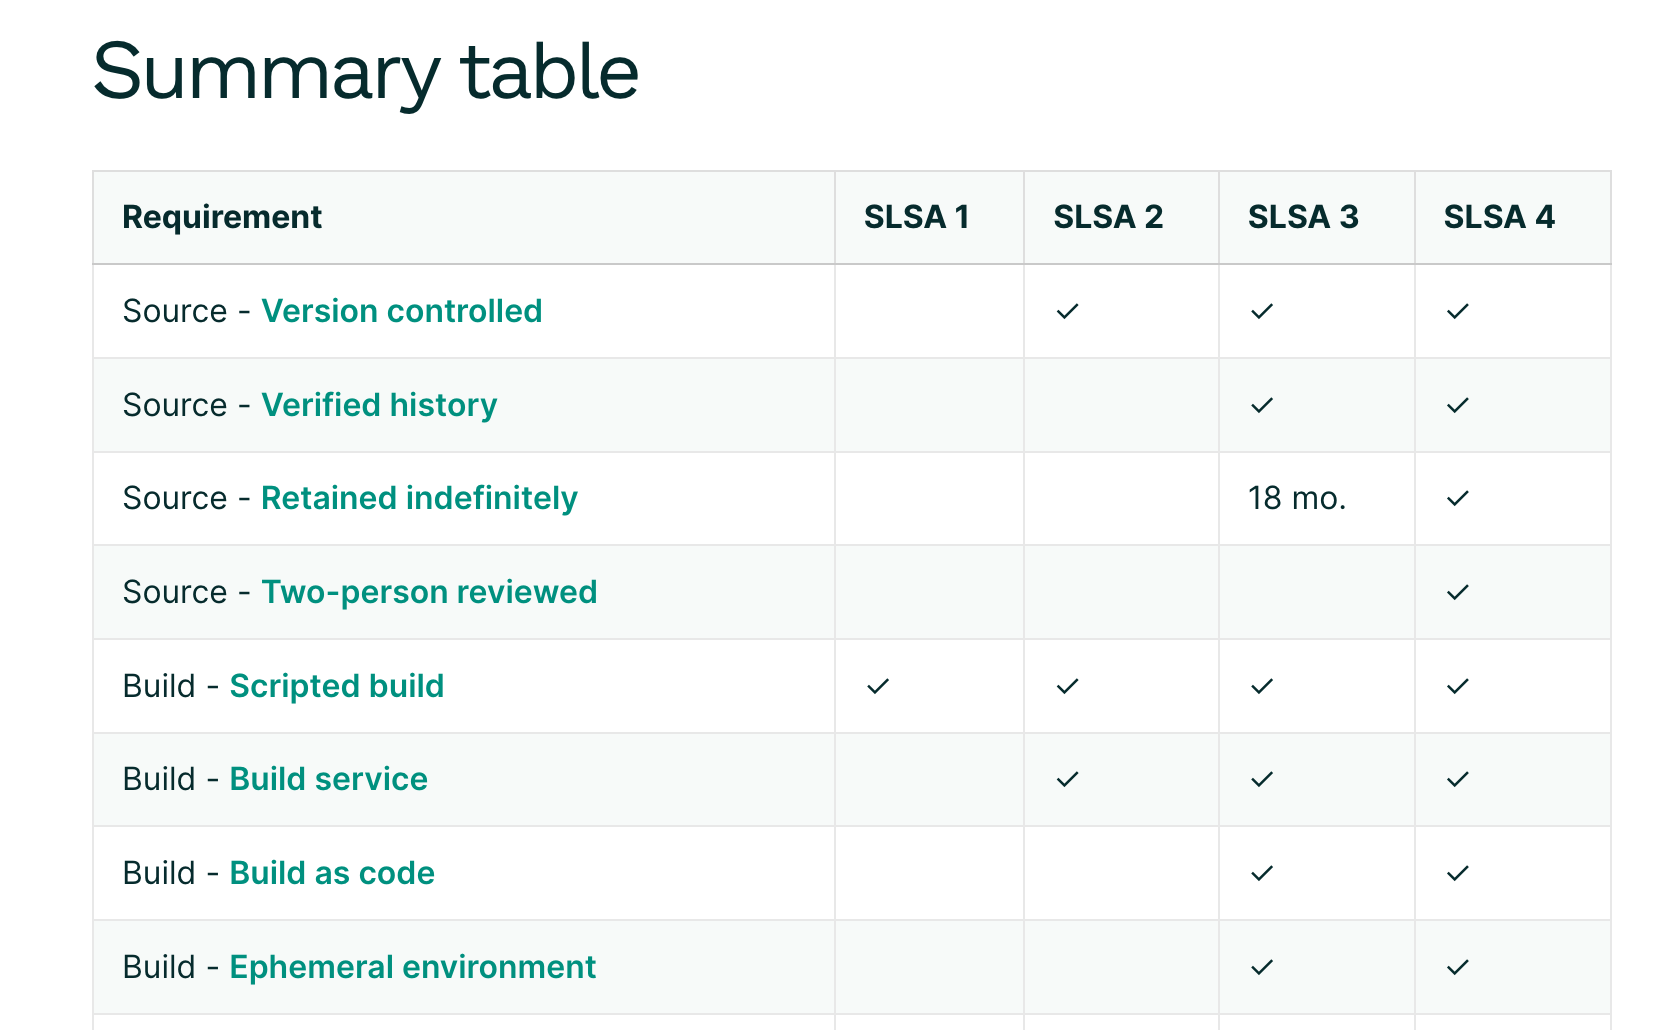 Summary table
Requirement SLSA 1 SLSA 2 SLSA 3 SLSA 4
Source - Version controlled ✓ ✓ ✓
Source - Verified history ✓ ✓
Source - Retained indefinitely 18 mo. ✓
Source - Two-person reviewed ✓
Build - Scripted build ✓ ✓ ✓ ✓
Build - Build service ✓ ✓ ✓
Build - Build as code ✓ ✓
Build - Ephemeral environment ✓ ✓